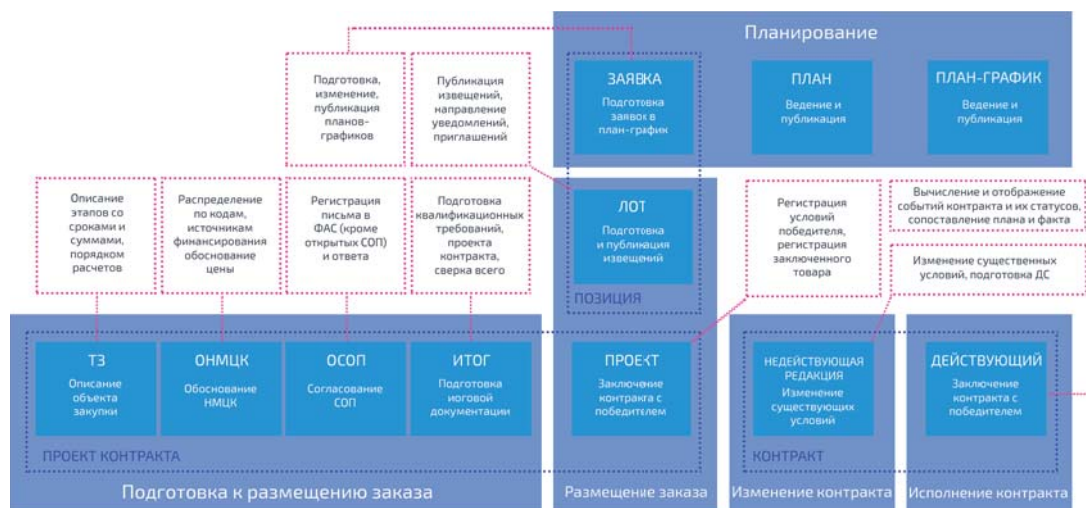 Планирование
Подготовка,
изменение,
публикация
планов-
графиков
Публикация
извещений,
направление
уведомлений,
приглашений
ЗАЯВКА
Подготовка
заявок в
план-график
ПЛАН
Ведение и
публикация
ПЛАН-ГРАФИК
Ведение и
публикация
Описание
этапов со
сроками и
суммами,
порядком
расчетов
Распределение
по кодам,
источникам
финансирования
обоснование
цены
Регистрация
письма в
ФАС (кроме
открытых СОП)
и ответа
Подготовка
квалификационных
требований,
проекта
контракта,
сверка всего
ЛОТ
Подготовка
и публикация
извещений
ПОЗИЦИЯ
Регистрация
условий
победителя,
регистрация
заключенного
товара
Вычисление и отображение
событий контракта и их статусов,
сопоставление плана и факта
Изменение существенных
условий, подготовка ДС
ТЗ
Описание
объекта
закупки
ОНМЦК
Обоснование
НМЦК
ОСОП
Согласование
СОП
ИТОГ
Подготовка
иоговой
документации
ПРОЕКТ
Заключение
контракта с
победителем
НЕДЕЙСТВУЮЩАЯ
РЕДАКЦИЯ
Изменение
существующих
условий
ДЕЙСТВУЮЩИЙ
Заключение
контракта с
победителем
ПРОЕКТ КОНТРАКТА
КОНТРАКТ
Подготовка к размещению заказа
Размещение заказа
Изменение контракта
Исполнение контракта